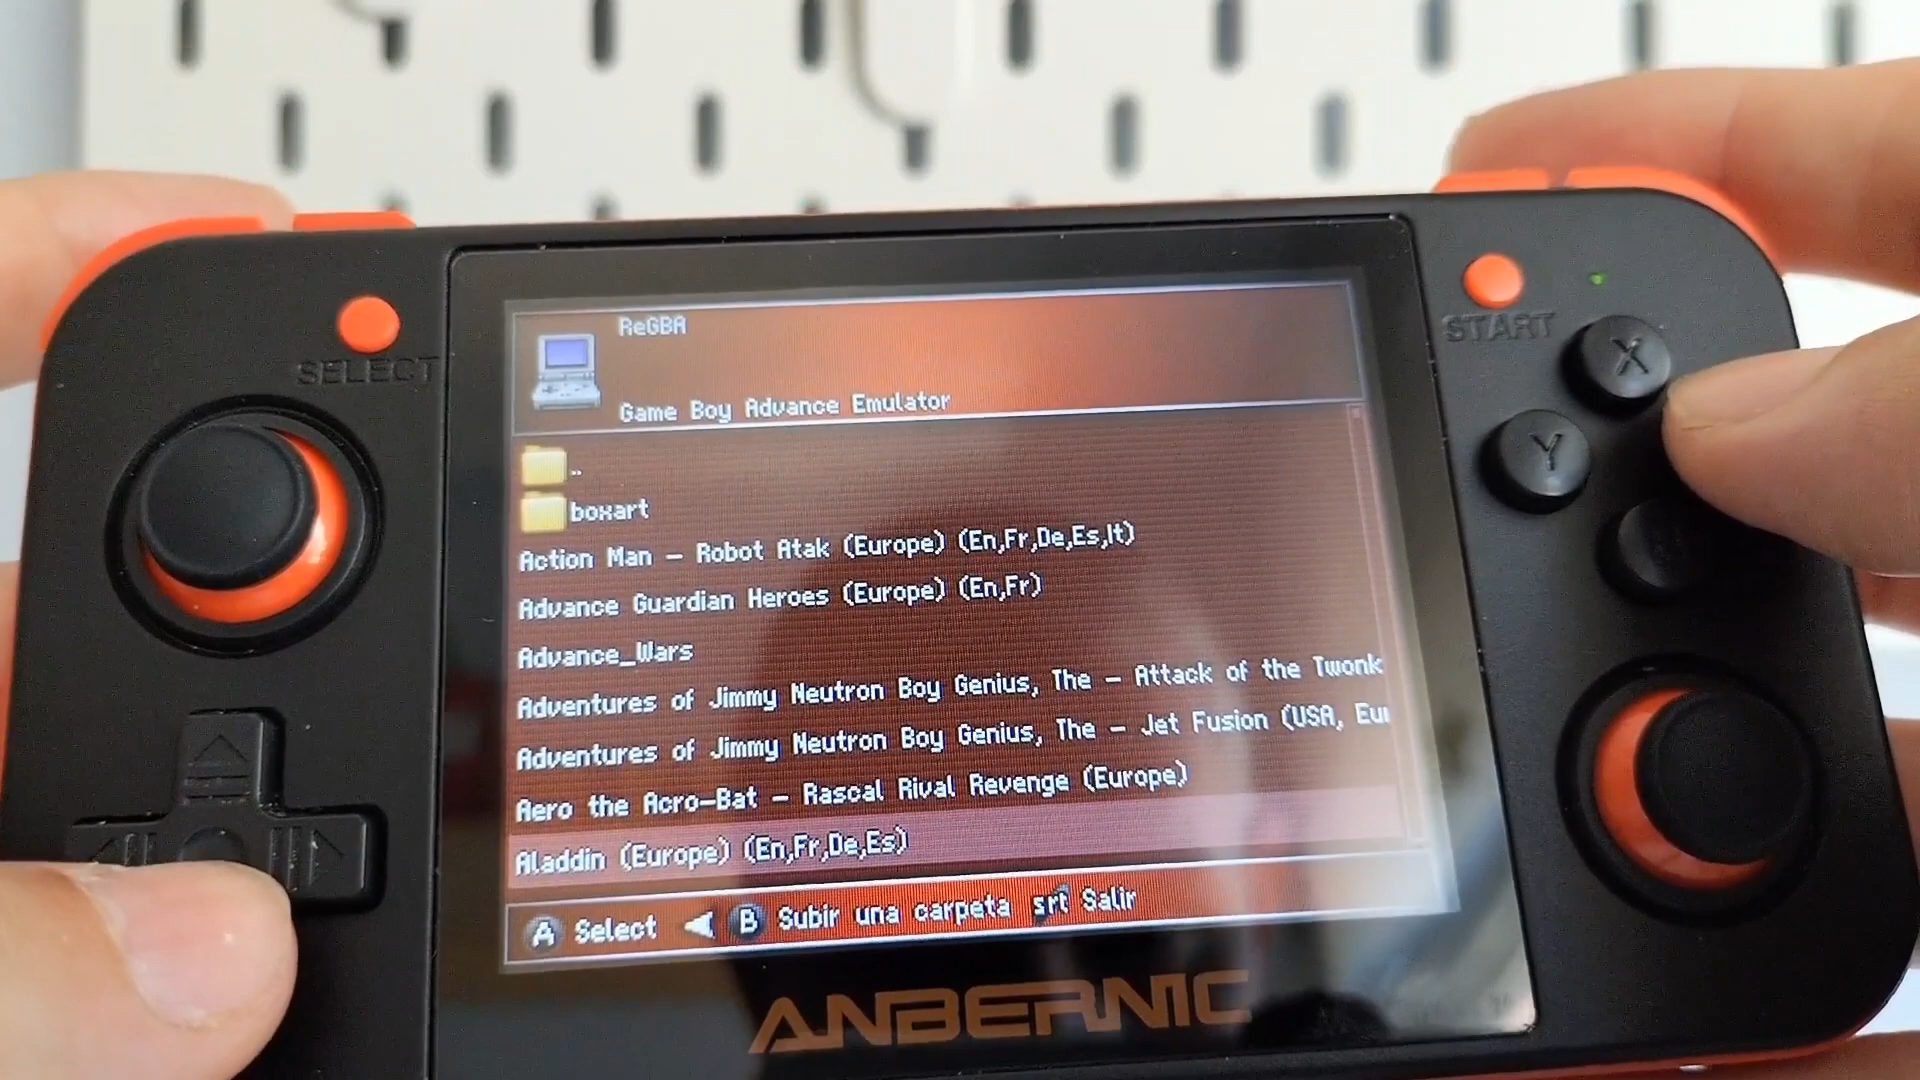 ReGBA
Game Boy Advance Emulator
..
boxart
Action Man – Robot Atak (Europe) (En,Fr,De,Es,It)
Advance Guardian Heroes (Europe) (En,Fr)
Advance_Wars
Adventures of Jimmy Neutron Boy Genius, The – Attack of the Twonk
Adventures of Jimmy Neutron Boy Genius, The – Jet Fusion (USA, Eur
Aero the Acro-Bat – Rascal Rival Revenge (Europe)
Aladdin (Europe) (En,Fr,De,Es)
A Select ◀ B Subir una carpeta srt Salir
ANBERNIC
SELECT
START
X
Y